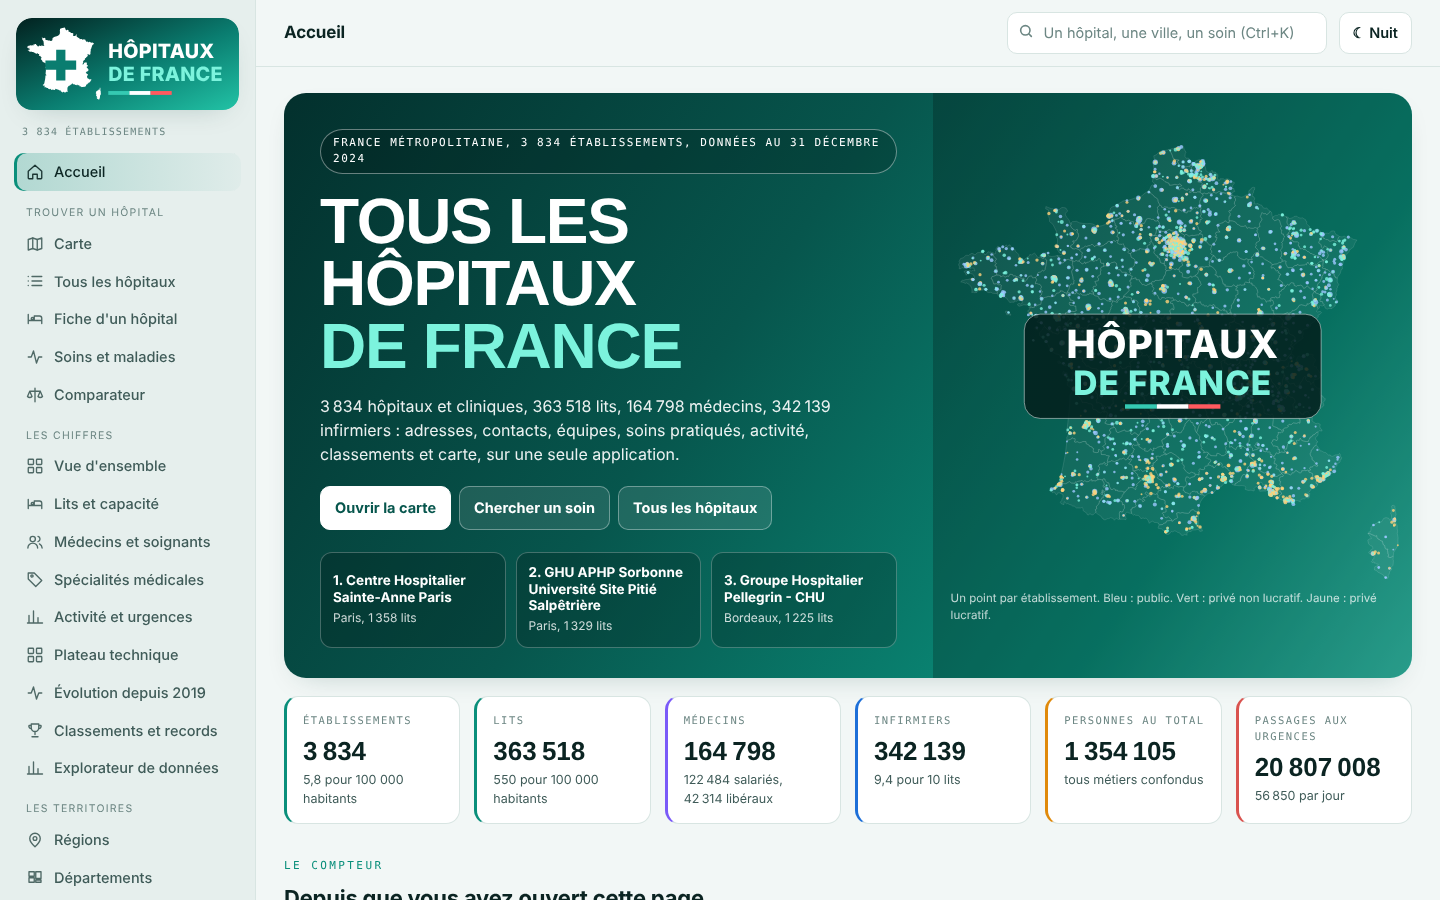 HÔPITAUX
DE FRANCE
3 834 ÉTABLISSEMENTS
Accueil
TROUVER UN HÔPITAL
Carte
Tous les hôpitaux
Fiche d'un hôpital
Soins et maladies
Comparateur
LES CHIFFRES
Vue d'ensemble
Lits et capacité
Médecins et soignants
Spécialités médicales
Activité et urgences
Plateau technique
Évolution depuis 2019
Classements et records
Explorateur de données
LES TERRITOIRES
Régions
Départements
Accueil
Un hôpital, une ville, un soin (Ctrl+K)
Nuit
FRANCE MÉTROPOLITAINE, 3 834 ÉTABLISSEMENTS, DONNÉES AU 31 DÉCEMBRE
2024
TOUS LES
HÔPITAUX
DE FRANCE
3 834 hôpitaux et cliniques, 363 518 lits, 164 798 médecins, 342 139
infirmiers : adresses, contacts, équipes, soins pratiqués, activité,
classements et carte, sur une seule application.
Ouvrir la carte
Chercher un soin
Tous les hôpitaux
1. Centre Hospitalier
Sainte-Anne Paris
Paris, 1 358 lits
2. GHU APHP Sorbonne
Université Site Pitié
Salpêtrière
Paris, 1 329 lits
3. Groupe Hospitalier
Pellegrin - CHU
Bordeaux, 1 225 lits
HÔPITAUX
DE FRANCE
Un point par établissement. Bleu : public. Vert : privé non lucratif. Jaune : privé
lucratif.
ÉTABLISSEMENTS
3 834
5,8 pour 100 000
habitants
LITS
363 518
550 pour 100 000
habitants
MÉDECINS
164 798
122 484 salariés,
42 314 libéraux
INFIRMIERS
342 139
9,4 pour 10 lits
PERSONNES AU TOTAL
1 354 105
tous métiers confondus
PASSAGES AUX
URGENCES
20 807 008
56 850 par jour
LE COMPTEUR
Depuis que vous avez ouvert cette page